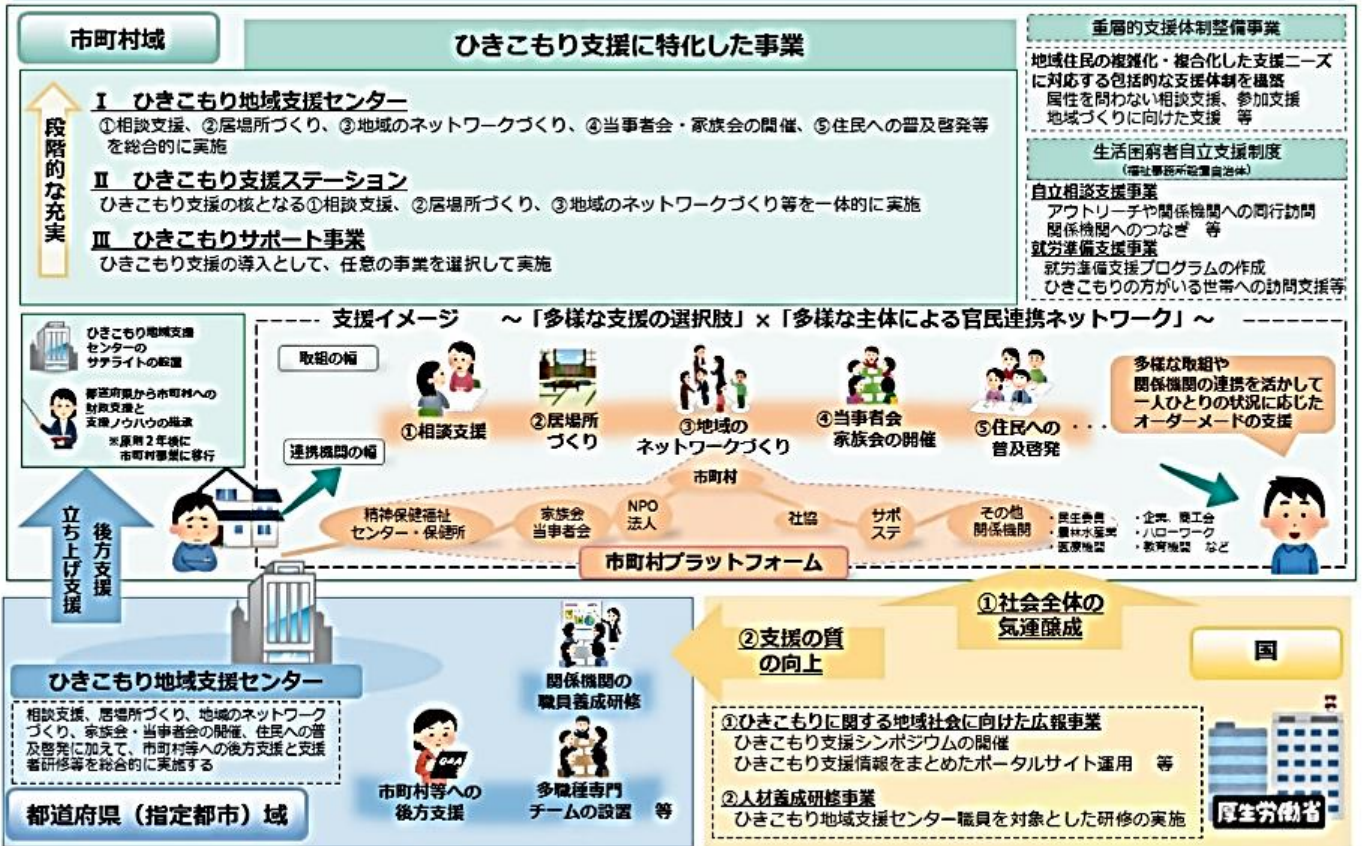 市町村域
ひきこもり支援に特化した事業
段階的な充実
Ⅰ ひきこもり地域支援センター
①相談支援、②居場所づくり、③地域のネットワークづくり、④当事者会・家族会の開催、⑤住民への普及啓発等
を総合的に実施
Ⅱ ひきこもり支援ステーション
ひきこもり支援の核となる①相談支援、②居場所づくり、③地域のネットワークづくり等を一体的に実施
Ⅲ ひきこもりサポート事業
ひきこもり支援の導入として、任意の事業を選択して実施
重層的支援体制整備事業
地域住民の複雑化・複合化した支援ニーズ
に対応する包括的な支援体制を構築
属性を問わない相談支援、参加支援
地域づくりに向けた支援 等
生活困窮者自立支援制度
（福祉事務所設置自治体）
自立相談支援事業
アウトリーチや関係機関への同行訪問
関係機関へのつなぎ 等
就労準備支援事業
就労準備支援プログラムの作成
ひきこもりの方がいる世帯への訪問支援等
ひきこもり地域支援
センターの
サテライトの設置
都道府県から市町村への
財政支援と
支援ノウハウの継承
※原則２年後に
市町村事業に移行
支援イメージ ～「多様な支援の選択肢」×「多様な主体による官民連携ネットワーク」～
取組の幅
①相談支援
②居場所
づくり
③地域の
ネットワークづくり
④当事者会
家族会の開催
⑤住民への
普及啓発
・・・
多様な取組や
関係機関の連携を活かして
一人ひとりの状況に応じた
オーダーメードの支援
連携機関の幅
市町村
精神保健福祉
センター・保健所
家族会
当事者会
NPO
法人
社協
サポ
ステ
その他
関係機関
・民生委員
・農林水産業
・医療機関
・企業、商工会
・ハローワーク
・教育機関 など
市町村プラットフォーム
立ち上げ支援
後方支援
ひきこもり地域支援センター
相談支援、居場所づくり、地域のネットワーク
づくり、家族会・当事者会の開催、住民への普
及啓発に加えて、市町村等への後方支援と支援
者研修等を総合的に実施する
都道府県（指定都市）域
関係機関の
職員養成研修
Q&A
市町村等への
後方支援
多職種専門
チームの設置 等
①社会全体の
気運醸成
②支援の質
の向上
国
①ひきこもりに関する地域社会に向けた広報事業
ひきこもり支援シンポジウムの開催
ひきこもり支援情報をまとめたポータルサイト運用 等
②人材養成研修事業
ひきこもり地域支援センター職員を対象とした研修の実施
厚生労働省